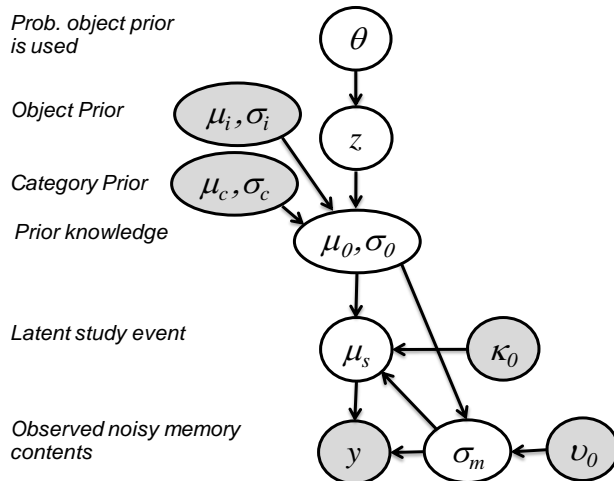 Prob. object prior
is used
θ
Object Prior
μi,σi
z
Category Prior
μc,σc
Prior knowledge
μ0,σ0
Latent study event
μs
κ0
Observed noisy memory
contents
y
σm
υ0